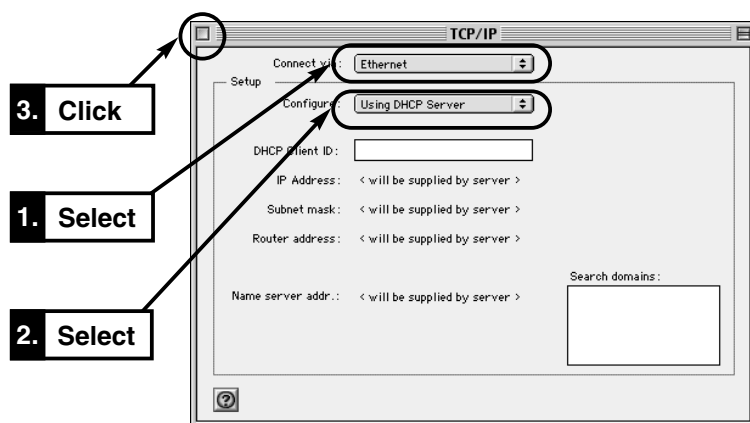 TCP/IP
Connect via: Ethernet
Setup
3. Click
Configure: Using DHCP Server
DHCP Client ID:
IP Address: < will be supplied by server >
1. Select
Subnet mask: < will be supplied by server >
Router address: < will be supplied by server >
Search domains:
Name server addr.: < will be supplied by server >
2. Select
?